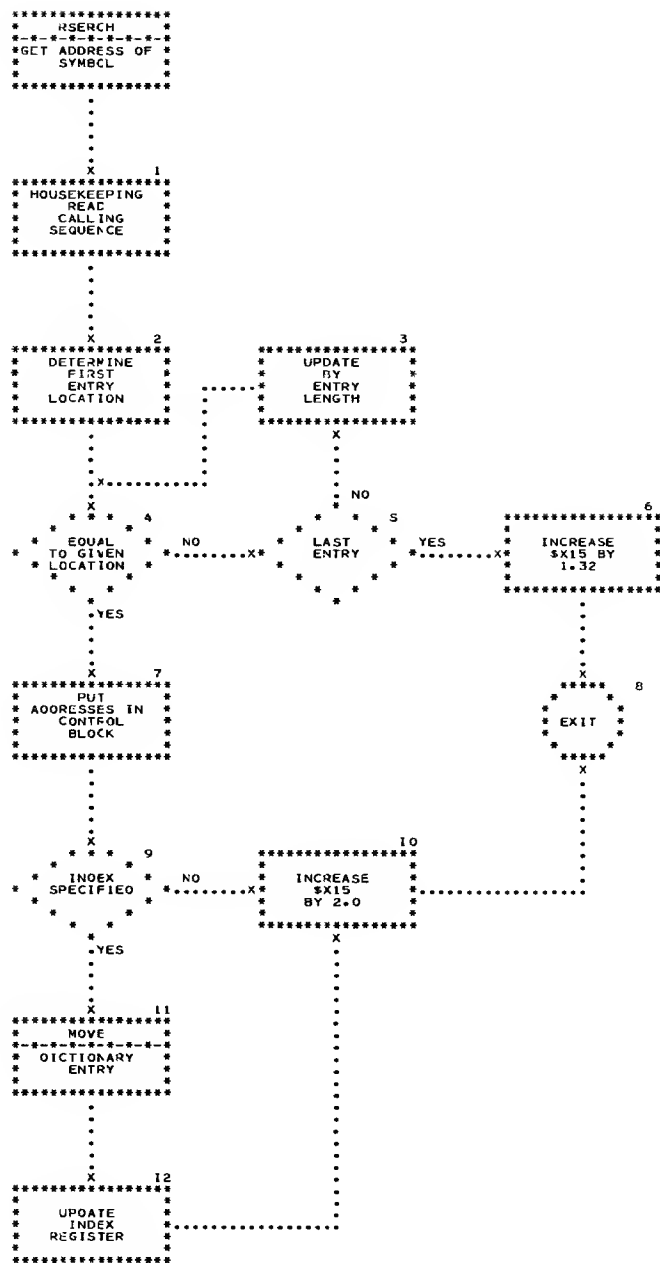 RSERCH
GET ADDRESS OF
SYMBCL
1
HOUSEKEEPING
READ
CALLING
SEQUENCE
2
DETERMINE
FIRST
ENTRY
LOCATION
3
UPDATE
BY
ENTRY
LENGTH
NO
4
EQUAL
TO GIVEN
LOCATION
NO
YES
S
LAST
ENTRY
YES
6
INCREASE
$X15 BY
1.32
7
PUT
ADDRESSES IN
CONTROL
BLOCK
8
EXIT
9
INDEX
SPECIFIED
NO
YES
10
INCREASE
$X15
BY 2.0
11
MOVE
DICTIONARY
ENTRY
12
UPDATE
INDEX
REGISTER